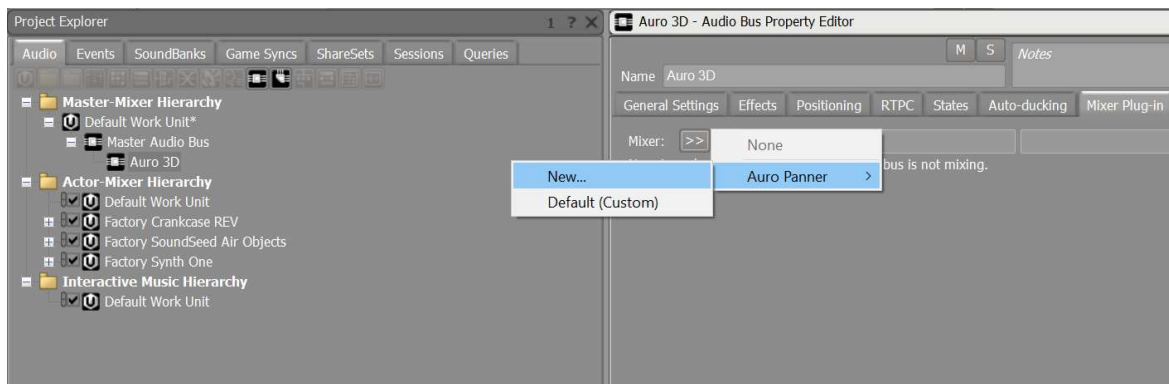 Project Explorer 1 ? X
Audio Events SoundBanks Game Syncs ShareSets Sessions Queries
Master-Mixer Hierarchy
Default Work Unit*
Master Audio Bus
Auro 3D
Actor-Mixer Hierarchy
Default Work Unit
Factory Crankcase REV
Factory SoundSeed Air Objects
Factory Synth One
Interactive Music Hierarchy
Default Work Unit
Auro 3D - Audio Bus Property Editor
M S Notes
Name Auro 3D
General Settings Effects Positioning RTPC States Auto-ducking Mixer Plug-in
Mixer: >>
None
bus is not mixing.
Auro Panner >
New...
Default (Custom)